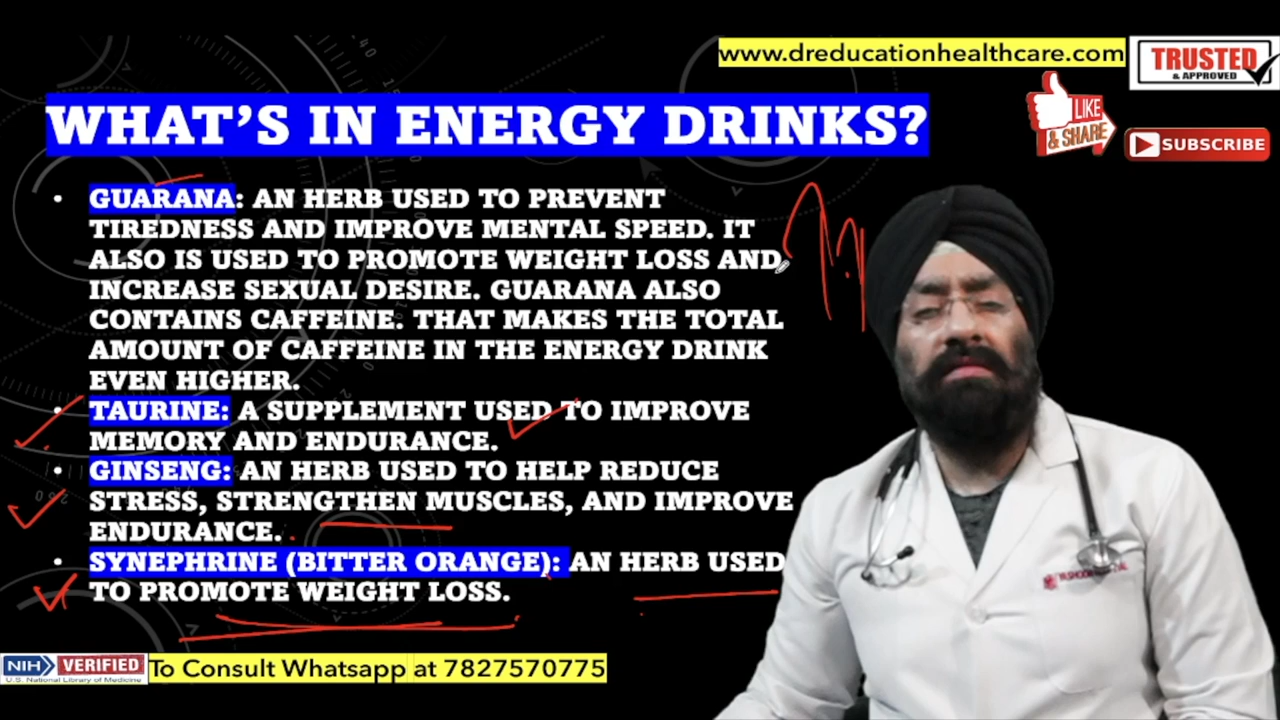 www.dreducationhealthcare.com
TRUSTED
& APPROVED
LIKE
& SHARE
SUBSCRIBE
WHAT'S IN ENERGY DRINKS?
• GUARANA: AN HERB USED TO PREVENT
TIREDNESS AND IMPROVE MENTAL SPEED. IT
ALSO IS USED TO PROMOTE WEIGHT LOSS AND
INCREASE SEXUAL DESIRE. GUARANA ALSO
CONTAINS CAFFEINE. THAT MAKES THE TOTAL
AMOUNT OF CAFFEINE IN THE ENERGY DRINK
EVEN HIGHER.
• TAURINE: A SUPPLEMENT USED TO IMPROVE
MEMORY AND ENDURANCE.
• GINSENG: AN HERB USED TO HELP REDUCE
STRESS, STRENGTHEN MUSCLES, AND IMPROVE
ENDURANCE.
• SYNEPHRINE (BITTER ORANGE): AN HERB USED
TO PROMOTE WEIGHT LOSS.
NIH VERIFIED
U.S. National Library of Medicine
To Consult Whatsapp at 7827570775